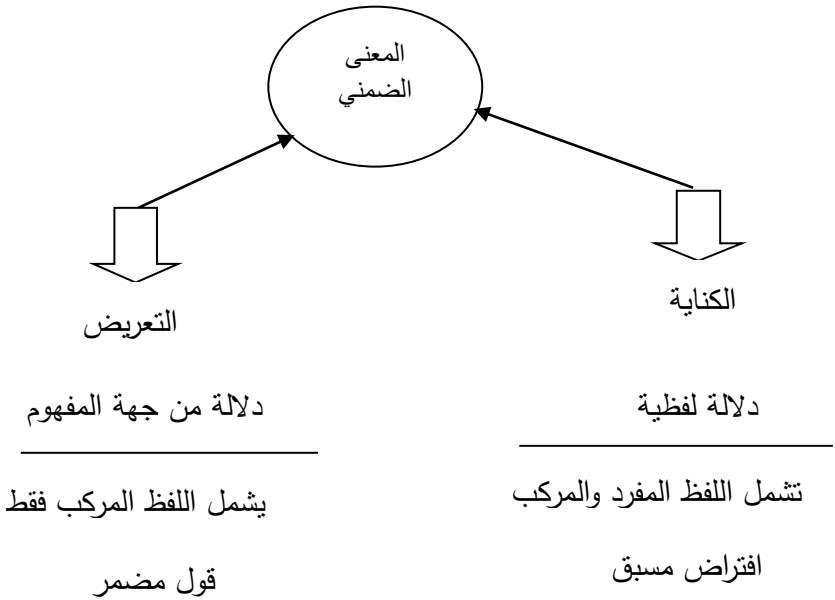 المعنى
الضمني
الكناية
التعريض
دلالة لفظية
دلالة من جهة المفهوم
تشمل اللفظ المفرد والمركب
يشمل اللفظ المركب فقط
افتراض مسبق
قول مضمر